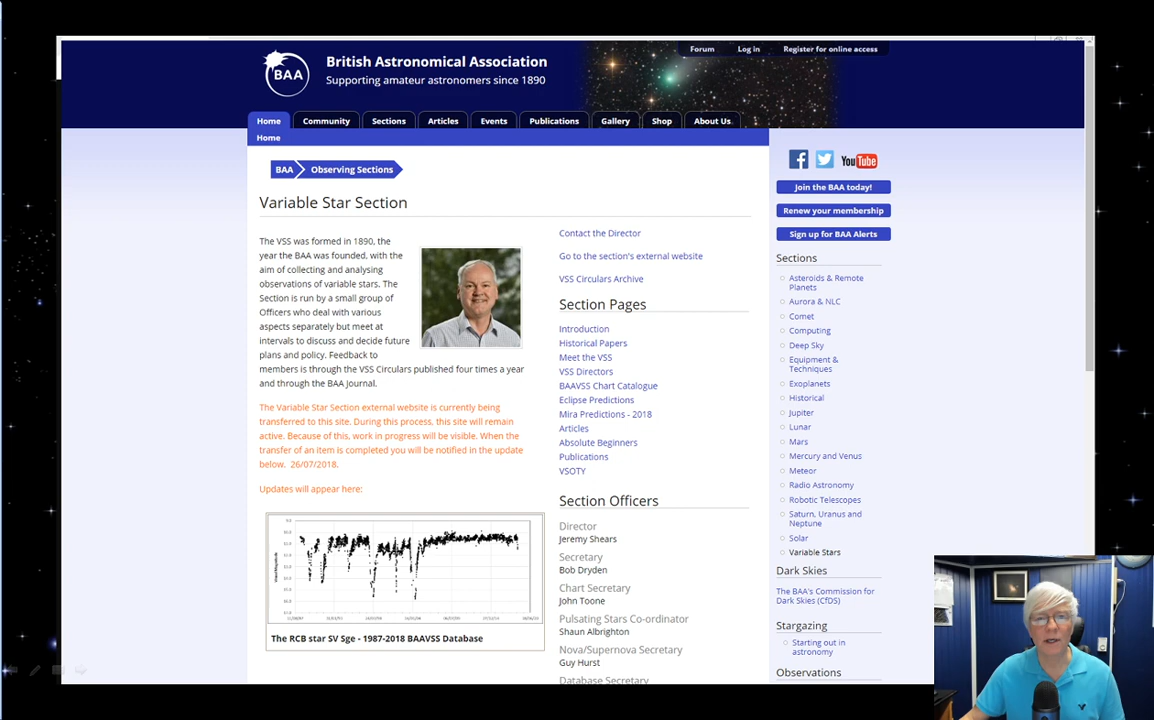 Forum
Log in
Register for online access
BAA
British Astronomical Association
Supporting amateur astronomers since 1890
Home
Community
Sections
Articles
Events
Publications
Gallery
Shop
About Us
Home
BAA
Observing Sections
Variable Star Section
The VSS was formed in 1890, the
year the BAA was founded, with the
aim of collecting and analysing
observations of variable stars. The
Section is run by a small group of
Officers who deal with various
aspects separately but meet at
intervals to discuss and decide future
plans and policy. Feedback to
members is through the VSS Circulars published four times a year
and through the BAA Journal.
The Variable Star Section external website is currently being
transferred to this site. During this process, this site will remain
active. Because of this, work in progress will be visible. When the
transfer of an item is completed you will be notified in the update
below. 26/07/2018.
Updates will appear here:
The RCB star SV Sge - 1987-2018 BAAVSS Database
Contact the Director
Go to the section's external website
VSS Circulars Archive
Section Pages
Introduction
Historical Papers
Meet the VSS
VSS Directors
BAAVSS Chart Catalogue
Eclipse Predictions
Mira Predictions - 2018
Articles
Absolute Beginners
Publications
VSOTY
Section Officers
Director
Jeremy Shears
Secretary
Bob Dryden
Chart Secretary
John Toone
Pulsating Stars Co-ordinator
Shaun Albrighton
Nova/Supernova Secretary
Guy Hurst
Database Secretary
YouTube
Join the BAA today!
Renew your membership
Sign up for BAA Alerts
Sections
Asteroids & Remote
Planets
Aurora & NLC
Comet
Computing
Deep Sky
Equipment &
Techniques
Exoplanets
Historical
Jupiter
Lunar
Mars
Mercury and Venus
Meteor
Radio Astronomy
Robotic Telescopes
Saturn, Uranus and
Neptune
Solar
Variable Stars
Dark Skies
The BAA's Commission for
Dark Skies (CfDS)
Stargazing
Starting out in
astronomy
Observations